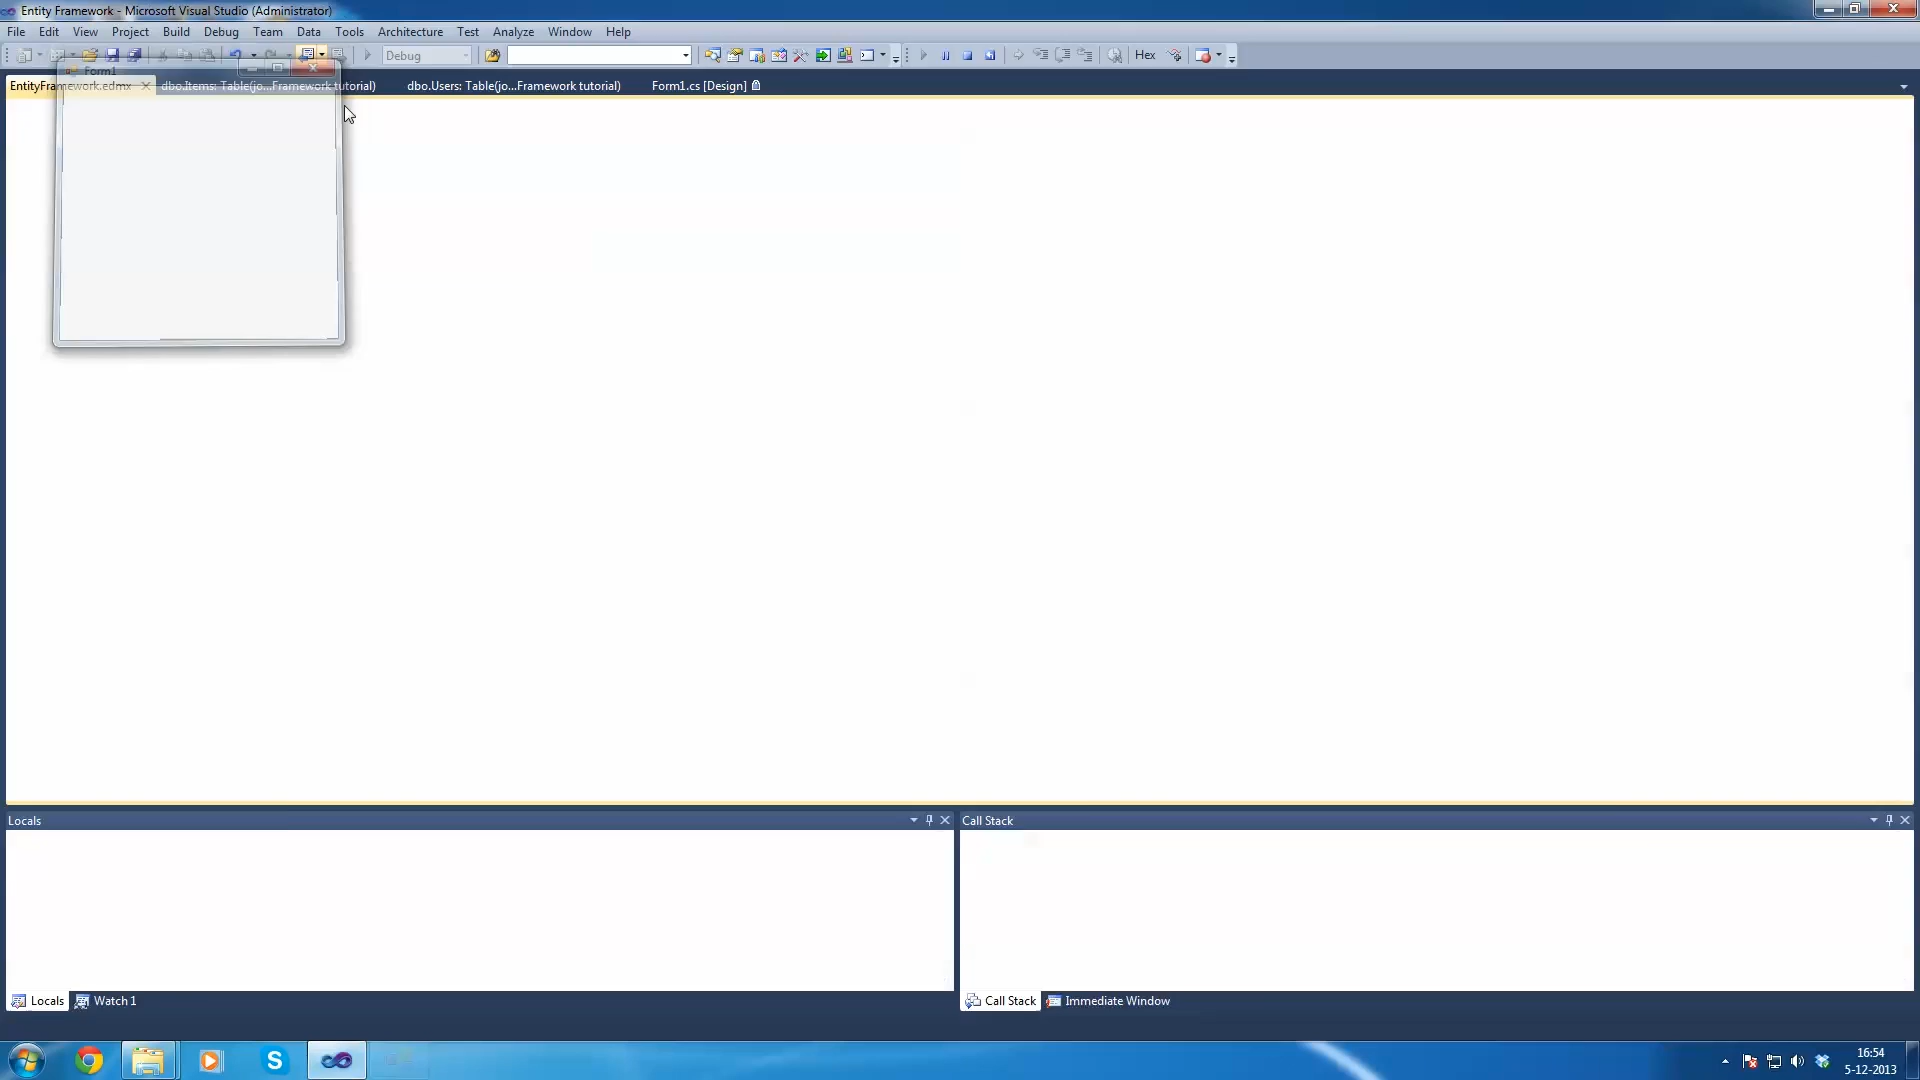 Entity Framework - Microsoft Visual Studio (Administrator)
File Edit View Project Build Debug Team Data Tools Architecture Test Analyze Window Help
Debug Hex
Form1
EntityFramework.edmx dbo.Items: Table(jo...Framework tutorial) dbo.Users: Table(jo...Framework tutorial) Form1.cs [Design]
Locals Call Stack
Locals Watch 1 Call Stack Immediate Window
16:54
5-12-2013